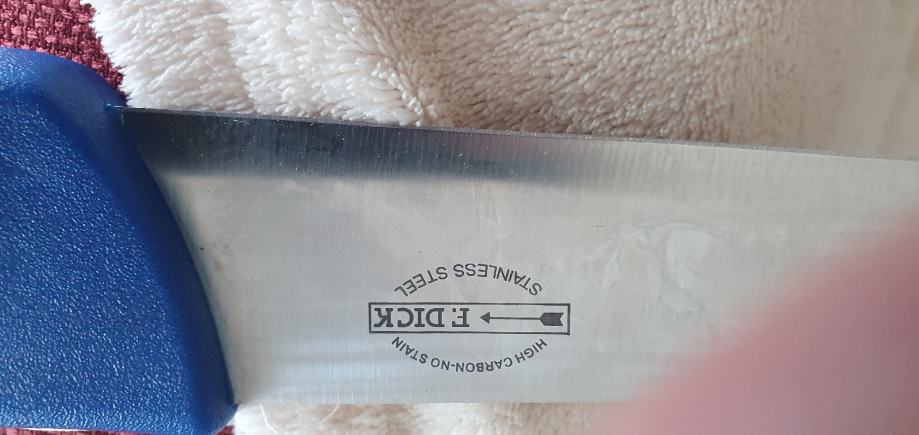 HIGH CARBON-NO STAIN
F. DICK
STAINLESS STEEL